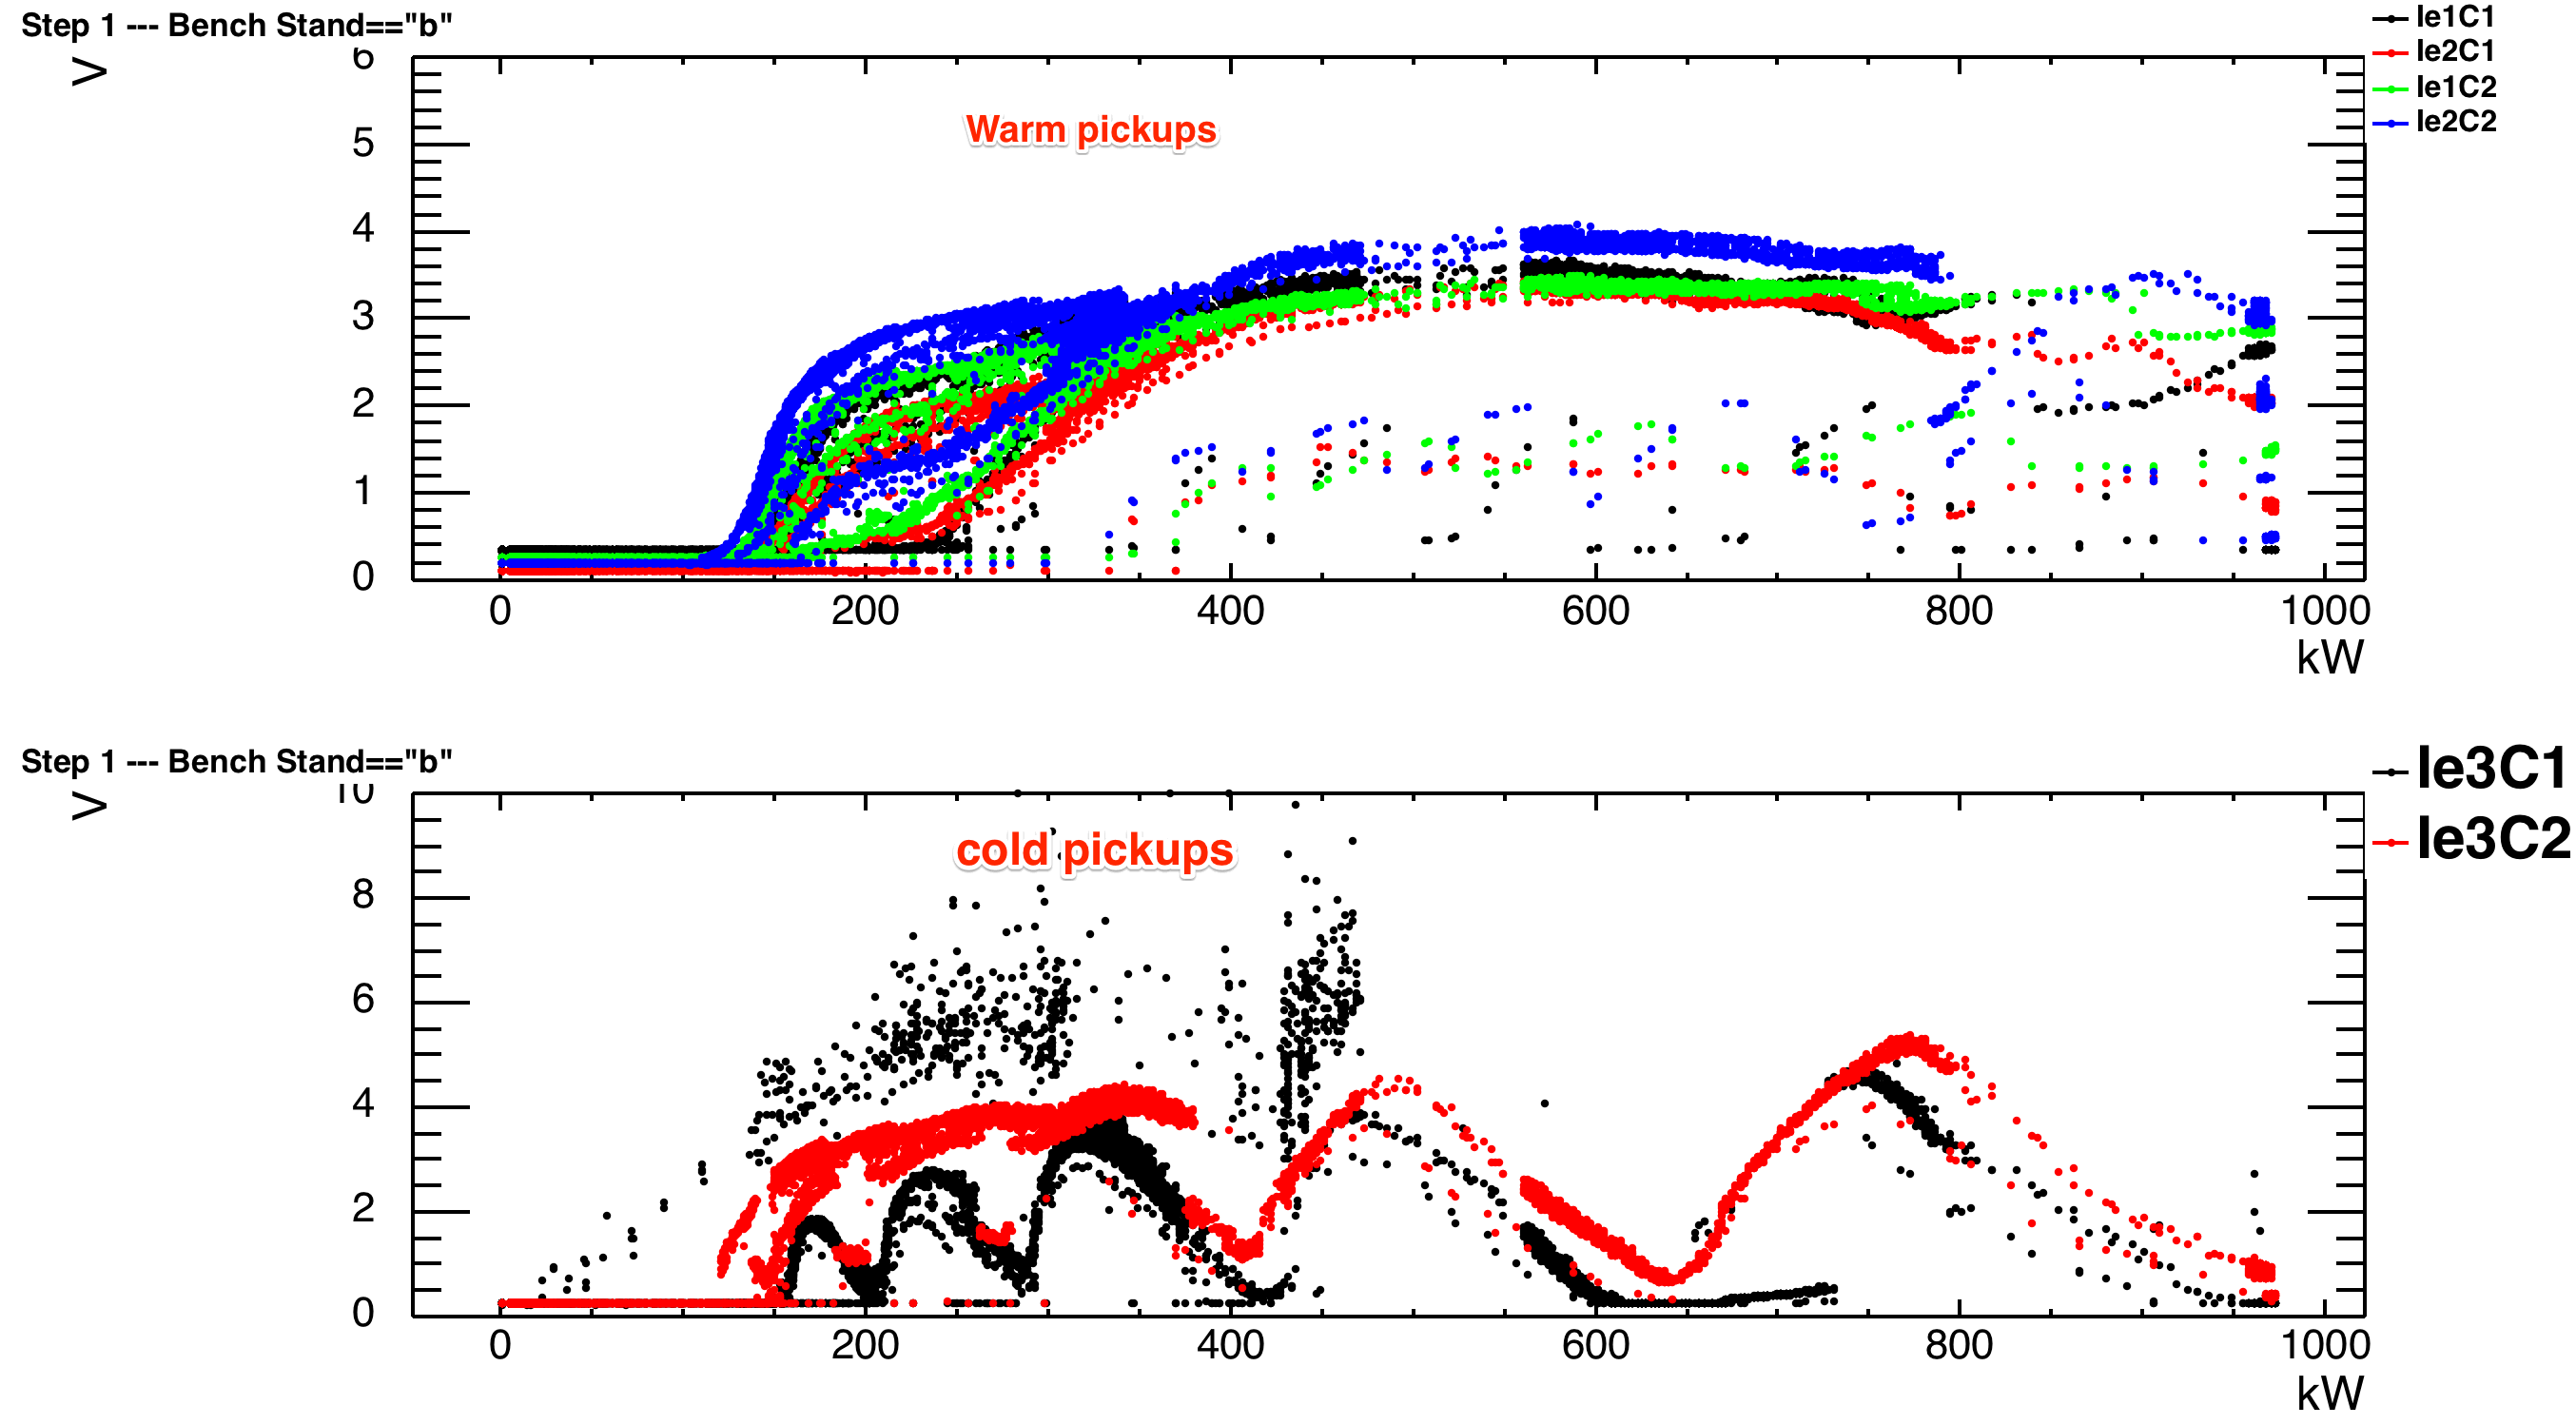 Step 1 --- Bench Stand=="b"
V
Ie1C1
Ie2C1
Ie1C2
Ie2C2
Warm pickups
6
5
4
3
2
1
0
0 200 400 600 800 1000
kW
Step 1 --- Bench Stand=="b"
V
Ie3C1
Ie3C2
cold pickups
10
8
6
4
2
0
0 200 400 600 800 1000
kW